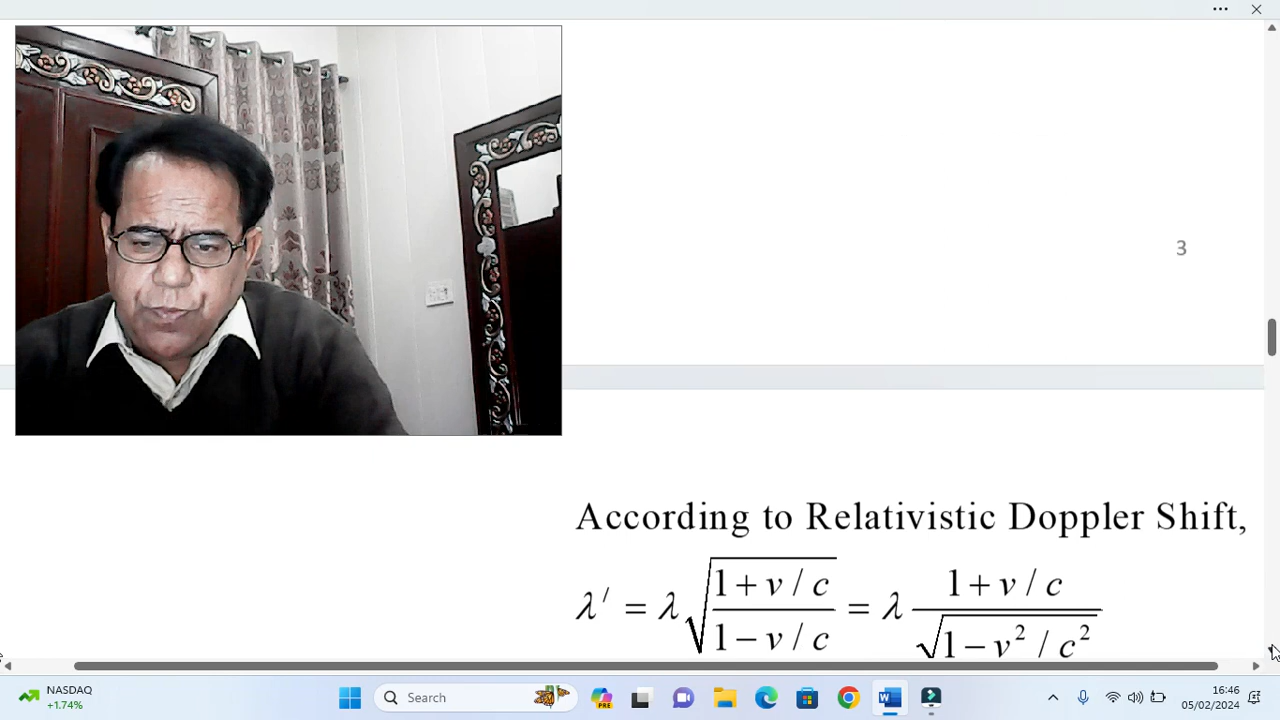 3
According to Relativistic Doppler Shift,
λ′ = λ√((1 + v / c)/(1 − v / c)) = λ (1 + v / c)/√(1 − v² / c²)
NASDAQ
+1.74%
Search
PRE
W
16:46
05/02/2024